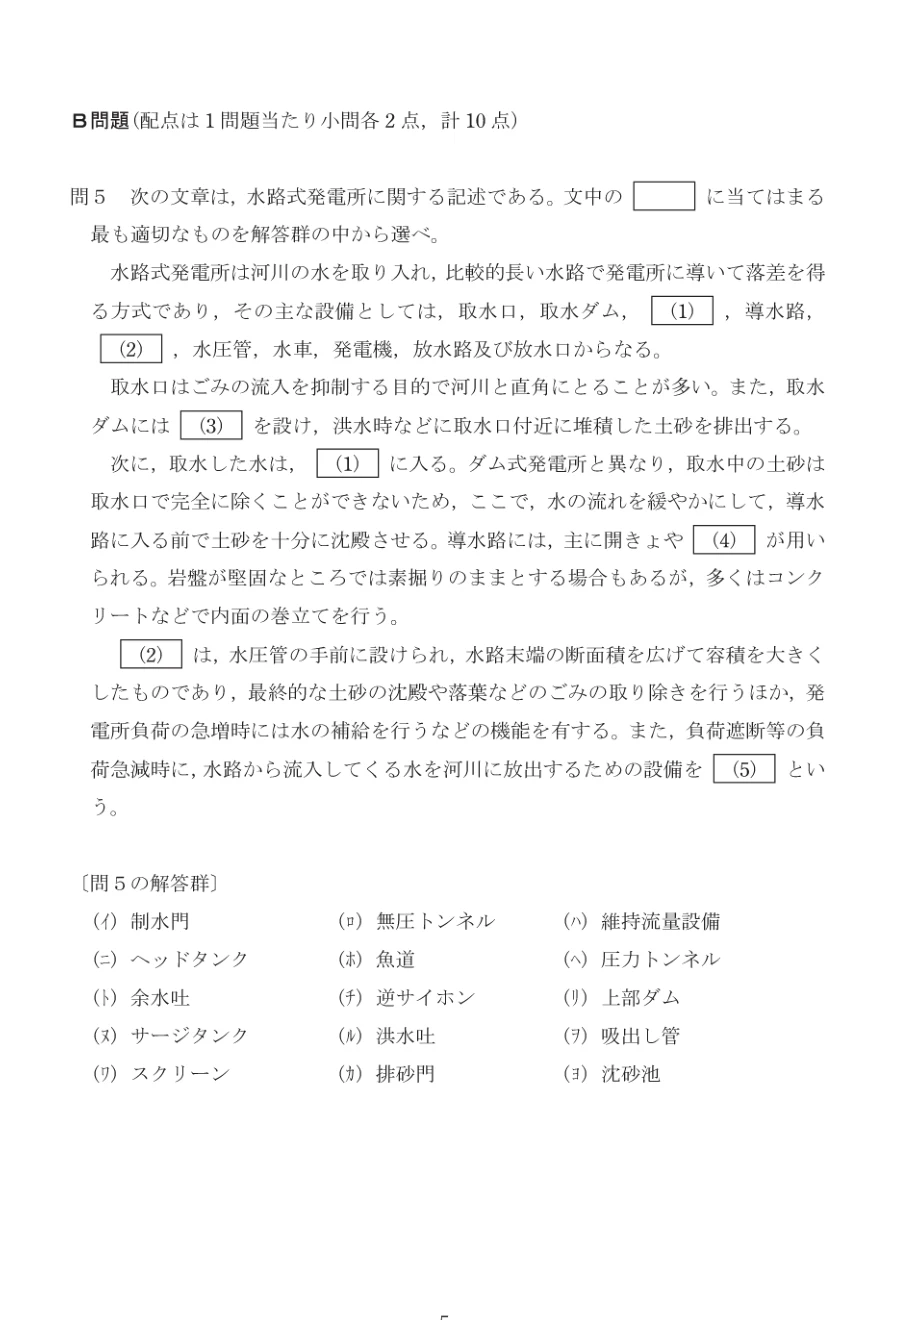 B問題(配点は1問題当たり小問各2点，計10点)
問5　次の文章は，水路式発電所に関する記述である。文中の　　　に当てはまる
最も適切なものを解答群の中から選べ。
水路式発電所は河川の水を取り入れ，比較的長い水路で発電所に導いて落差を得
る方式であり，その主な設備としては，取水口，取水ダム，(1)，導水路，
(2)，水圧管，水車，発電機，放水路及び放水口からなる。
取水口はごみの流入を抑制する目的で河川と直角にとることが多い。また，取水
ダムには(3)を設け，洪水時などに取水口付近に堆積した土砂を排出する。
次に，取水した水は，(1)に入る。ダム式発電所と異なり，取水中の土砂は
取水口で完全に除くことができないため，ここで，水の流れを緩やかにして，導水
路に入る前で土砂を十分に沈殿させる。導水路には，主に開きょや(4)が用い
られる。岩盤が堅固なところでは素掘りのままとする場合もあるが，多くはコンク
リートなどで内面の巻立てを行う。
(2)は，水圧管の手前に設けられ，水路末端の断面積を広げて容積を大きく
したものであり，最終的な土砂の沈殿や落葉などのごみの取り除きを行うほか，発
電所負荷の急増時には水の補給を行うなどの機能を有する。また，負荷遮断等の負
荷急減時に，水路から流入してくる水を河川に放出するための設備を(5)とい
う。
〔問5の解答群〕
(ｲ) 制水門　(ﾛ) 無圧トンネル　(ﾊ) 維持流量設備
(ﾆ) ヘッドタンク　(ﾎ) 魚道　(ﾍ) 圧力トンネル
(ﾄ) 余水吐　(ﾁ) 逆サイホン　(ﾘ) 上部ダム
(ﾇ) サージタンク　(ﾙ) 洪水吐　(ｦ) 吸出し管
(ﾜ) スクリーン　(ｶ) 排砂門　(ﾖ) 沈砂池